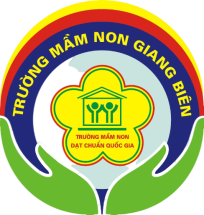 TRƯỜNG MẦM NON GIANG BIÊN
TRƯỜNG MẦM NON
ĐẠT CHUẨN QUỐC GIA